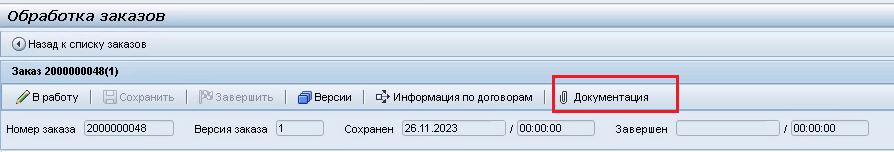 Обработка заказов
Назад к списку заказов
Заказ 2000000048(1)
В работу Сохранить Завершить Версии Информация по договорам Документация
Номер заказа 2000000048 Версия заказа 1 Сохранен 26.11.2023 / 00:00:00 Завершен / 00:00:00